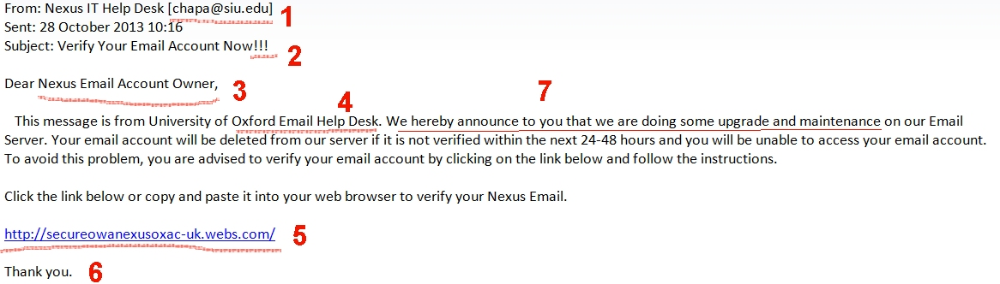 From: Nexus IT Help Desk [chapa@siu.edu] 1
Sent: 28 October 2013 10:16
Subject: Verify Your Email Account Now!!! 2
Dear Nexus Email Account Owner, 3 4 7
This message is from University of Oxford Email Help Desk. We hereby announce to you that we are doing some upgrade and maintenance on our Email
Server. Your email account will be deleted from our server if it is not verified within the next 24-48 hours and you will be unable to access your email account.
To avoid this problem, you are advised to verify your email account by clicking on the link below and follow the instructions.
Click the link below or copy and paste it into your web browser to verify your Nexus Email.
http://secureowanexusoxac-uk.webs.com/ 5
Thank you. 6